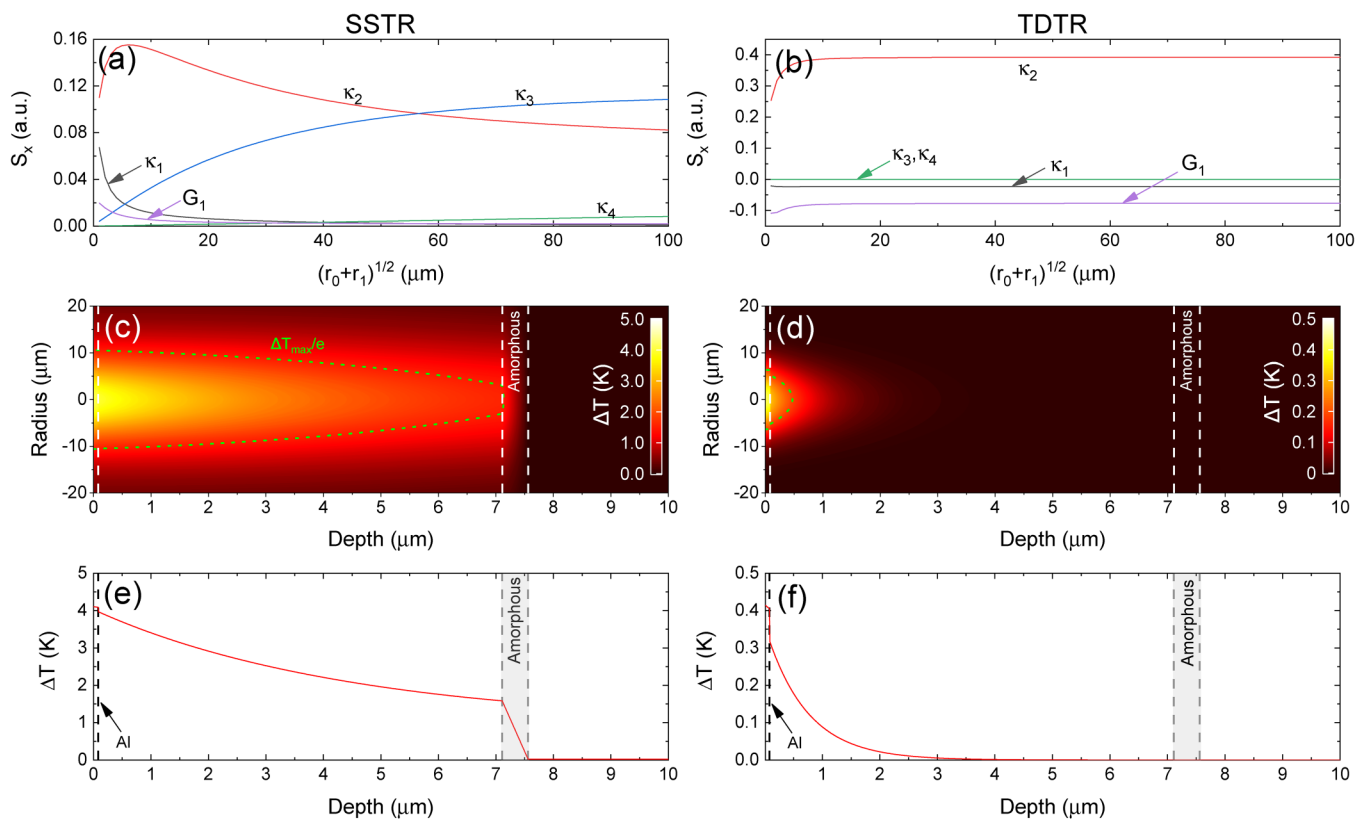 SSTR
TDTR
(a)
S_x (a.u.)
0.16
0.12
0.08
0.04
0.00
κ₁
G₁
κ₂
κ₃
κ₄
0 20 40 60 80 100
(r₀+r₁)^1/2 (μm)
(b)
S_x (a.u.)
0.4
0.3
0.2
0.1
0.0
-0.1
κ₂
κ₃,κ₄
κ₁
G₁
0 20 40 60 80 100
(r₀+r₁)^1/2 (μm)
(c)
Radius (μm)
20
10
0
-10
-20
ΔT_max/e
Amorphous
ΔT (K)
5.0
4.0
3.0
2.0
1.0
0.0
0 1 2 3 4 5 6 7 8 9 10
Depth (μm)
(d)
Radius (μm)
20
10
0
-10
-20
Amorphous
ΔT (K)
0.5
0.4
0.3
0.2
0.1
0.0
0 1 2 3 4 5 6 7 8 9 10
Depth (μm)
(e)
ΔT (K)
5
4
3
2
1
0
Al
Amorphous
0 1 2 3 4 5 6 7 8 9 10
Depth (μm)
(f)
ΔT (K)
0.5
0.4
0.3
0.2
0.1
0
Al
Amorphous
1 2 3 4 5 6 7 8 9 10
Depth (μm)